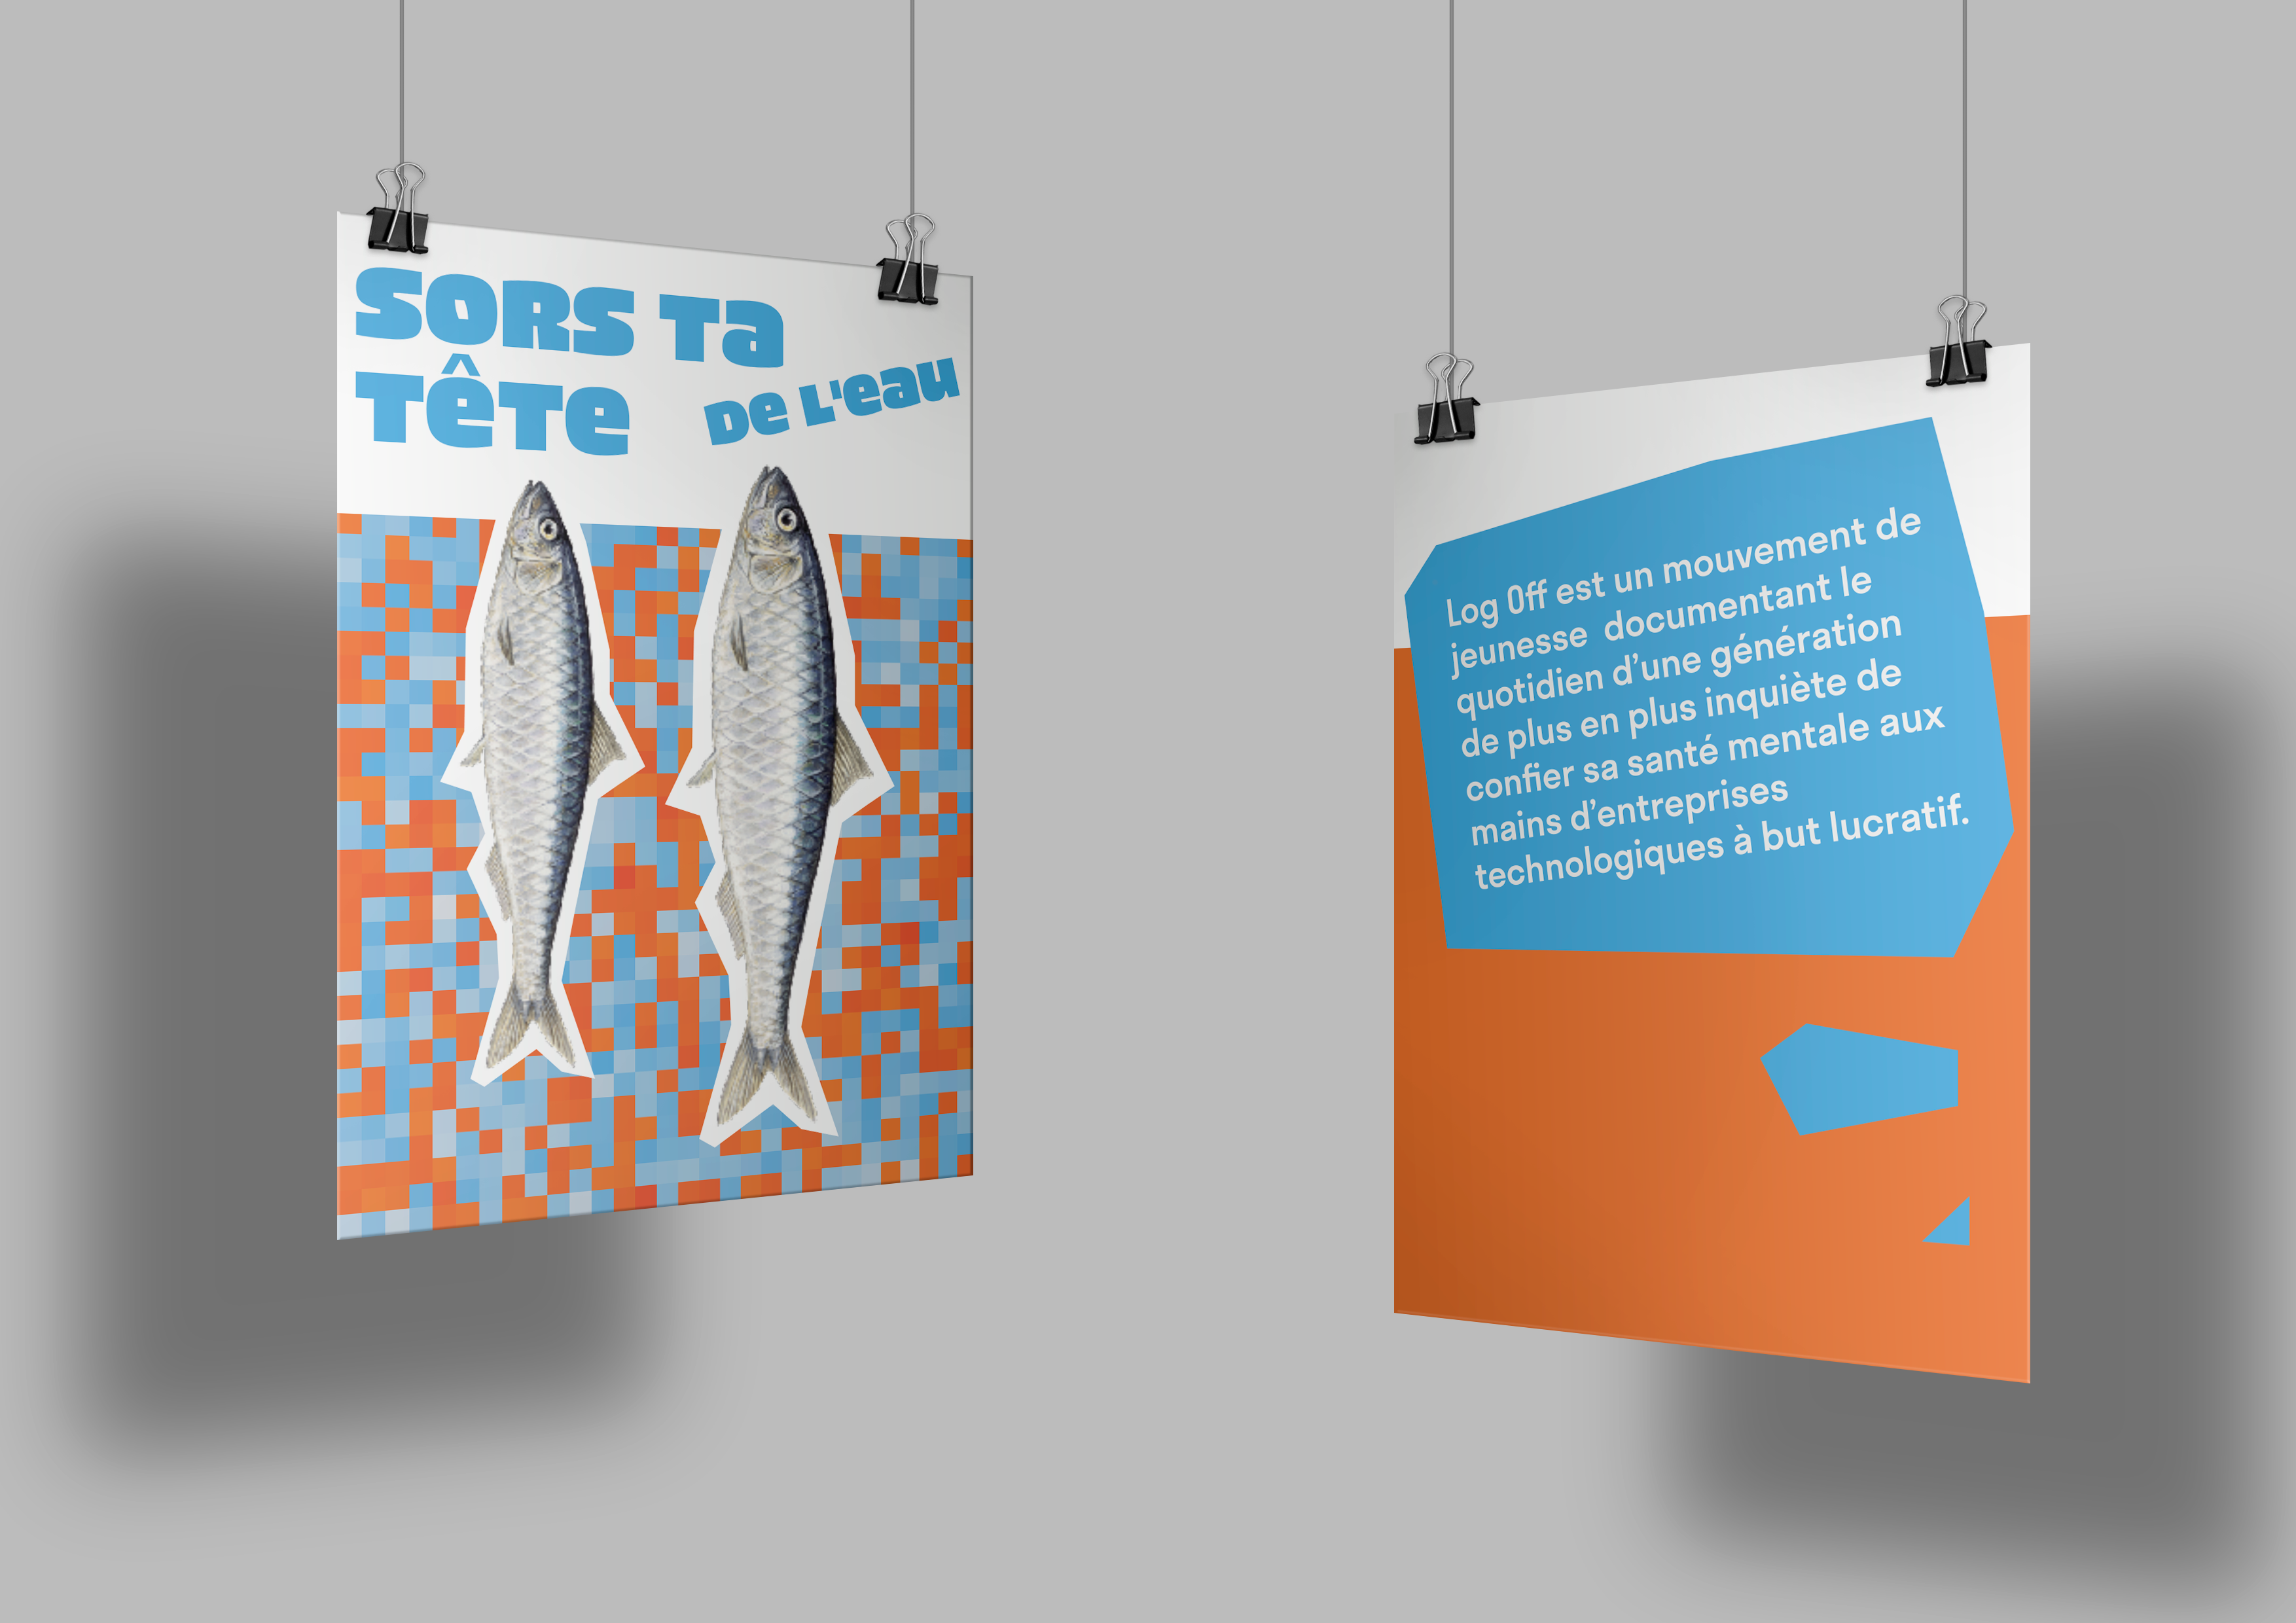 SORS Ta
Tête
De L'eau
Log Off est un mouvement de
jeunesse  documentant le
quotidien d’une génération
de plus en plus inquiète de
confier sa santé mentale aux
mains d’entreprises
technologiques à but lucratif.